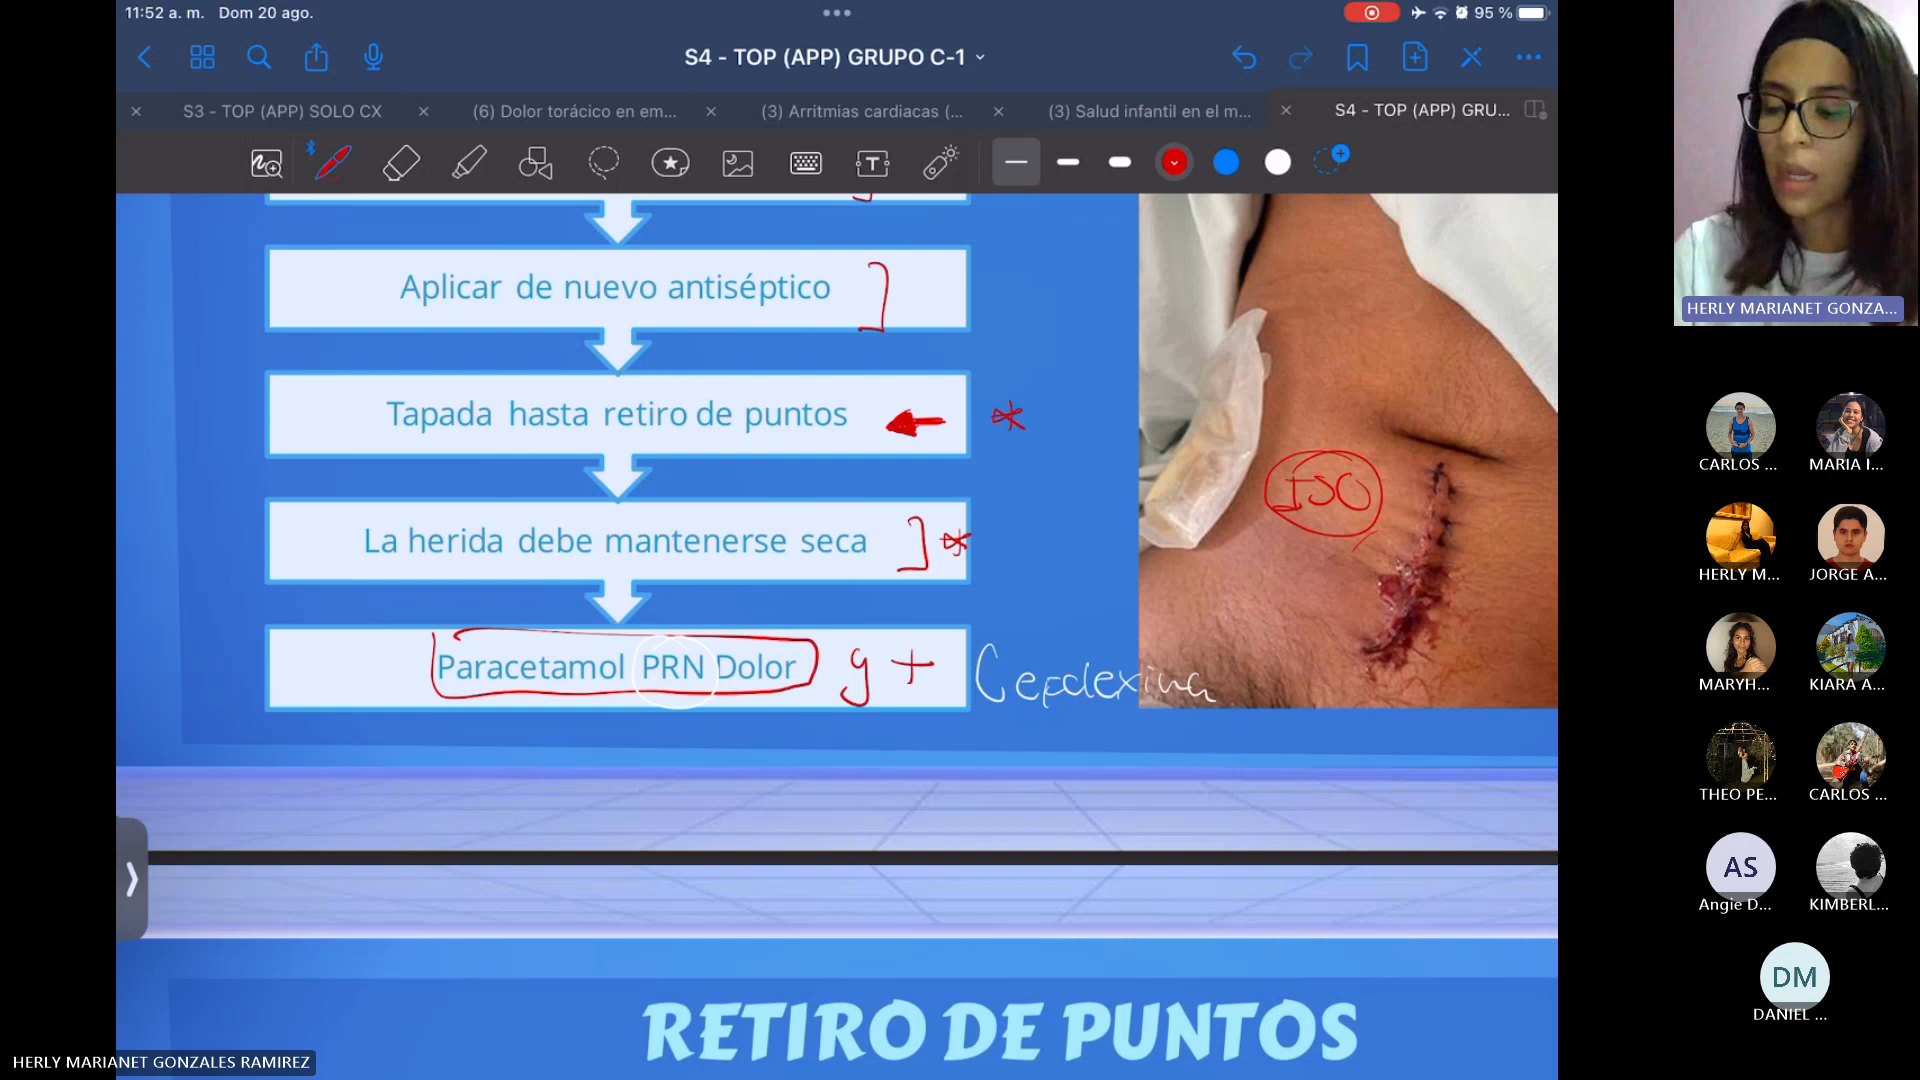 11:52 a. m. Dom 20 ago.
95 %
S4 - TOP (APP) GRUPO C-1
S3 - TOP (APP) SOLO CX
(6) Dolor torácico en em...
(3) Arritmias cardiacas (...
(3) Salud infantil en el m...
S4 - TOP (APP) GRU...
Aplicar de nuevo antiséptico
Tapada hasta retiro de puntos
*
ISO
La herida debe mantenerse seca
*
Paracetamol PRN Dolor
g + Cefalexina
RETIRO DE PUNTOS
HERLY MARIANET GONZALES RAMIREZ
HERLY MARIANET GONZA...
CARLOS ...
MARIA I...
HERLY M...
JORGE A...
MARYH...
KIARA A...
THEO PE...
CARLOS ...
AS
Angie D...
KIMBERL...
DM
DANIEL ...